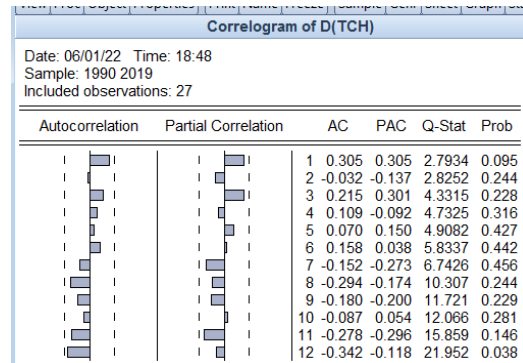 Correlogram of D(TCH)
Date: 06/01/22 Time: 18:48
Sample: 1990 2019
Included observations: 27
Autocorrelation Partial Correlation AC PAC Q-Stat Prob
1 0.305 0.305 2.7934 0.095
2 -0.032 -0.137 2.8252 0.244
3 0.215 0.301 4.3315 0.228
4 0.109 -0.092 4.7325 0.316
5 0.070 0.150 4.9082 0.427
6 0.158 0.038 5.8337 0.442
7 -0.152 -0.273 6.7426 0.456
8 -0.294 -0.174 10.307 0.244
9 -0.180 -0.200 11.721 0.229
10 -0.087 0.054 12.066 0.281
11 -0.278 -0.296 15.859 0.146
12 -0.342 -0.118 21.952 0.038